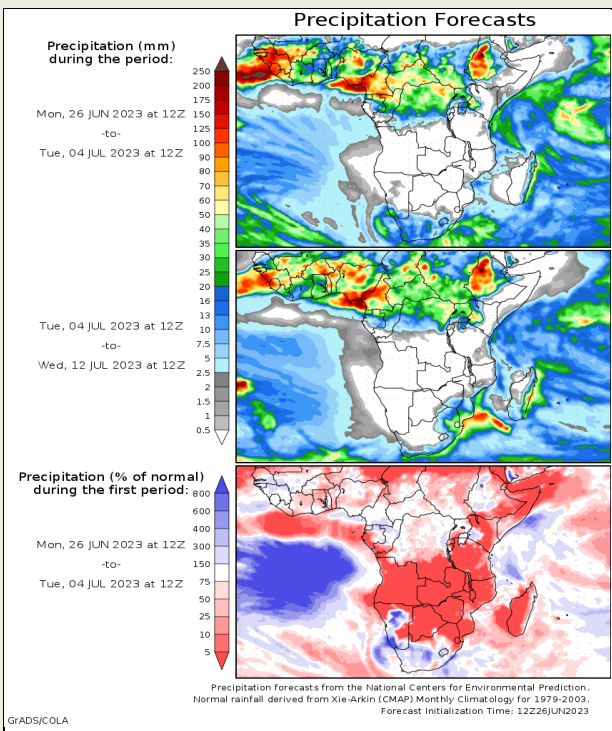 Precipitation Forecasts
Precipitation (mm)
during the period:
Mon, 26 JUN 2023 at 12Z
-to-
Tue, 04 JUL 2023 at 12Z
250
200
175
150
125
100
90
80
70
60
50
40
35
30
25
20
16
13
10
7.5
5
2.5
2
1.5
1
0.5
Tue, 04 JUL 2023 at 12Z
-to-
Wed, 12 JUL 2023 at 12Z
Precipitation (% of normal)
during the first period:
Mon, 26 JUN 2023 at 12Z
-to-
Tue, 04 JUL 2023 at 12Z
800
600
400
300
150
75
50
25
10
5
Precipitation forecasts from the National Centers for Environmental Prediction.
Normal rainfall derived from Xie-Arkin (CMAP) Monthly Climatology for 1979-2003.
Forecast Initialization Time: 12Z26JUN2023
GrADS/COLA